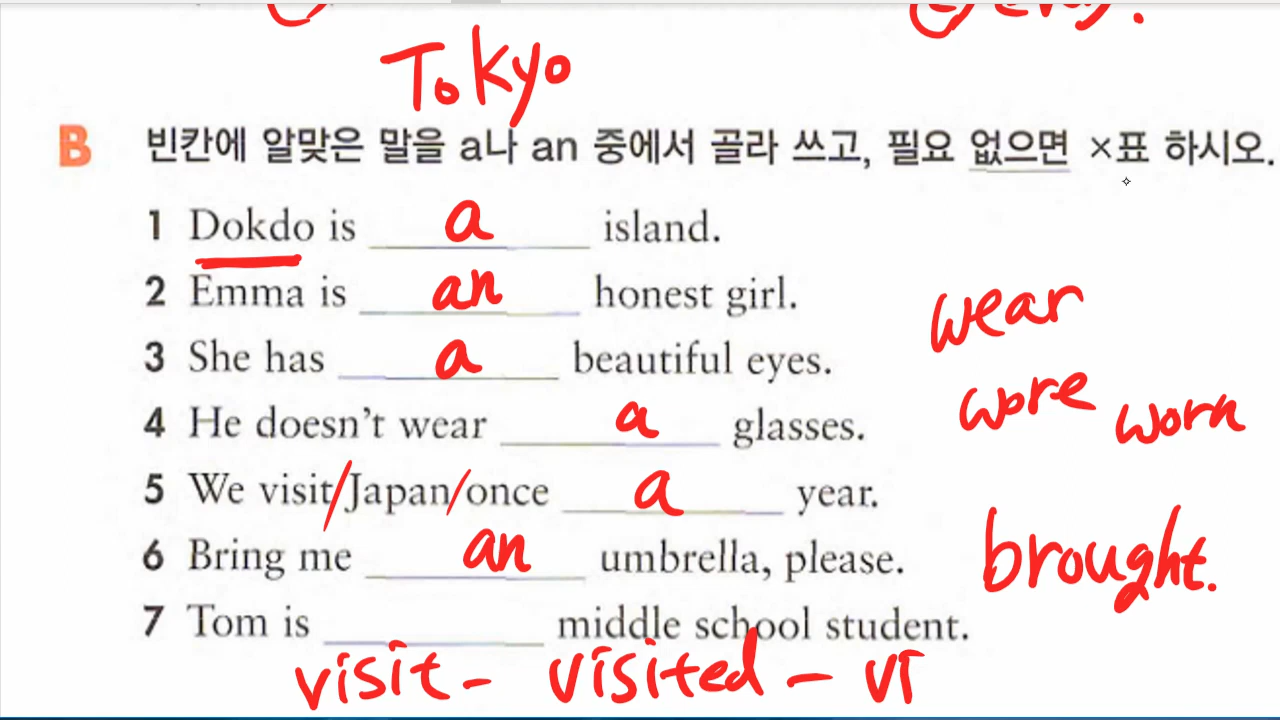 Tokyo
B 빈칸에 알맞은 말을 a나 an 중에서 골라 쓰고, 필요 없으면 ×표 하시오.
1 Dokdo is a island.
2 Emma is an honest girl.
wear
3 She has a beautiful eyes.
wore worn
4 He doesn't wear a glasses.
5 We visit/Japan/once a year.
6 Bring me an umbrella, please.
brought.
7 Tom is ______ middle school student.
visit - visited - vi